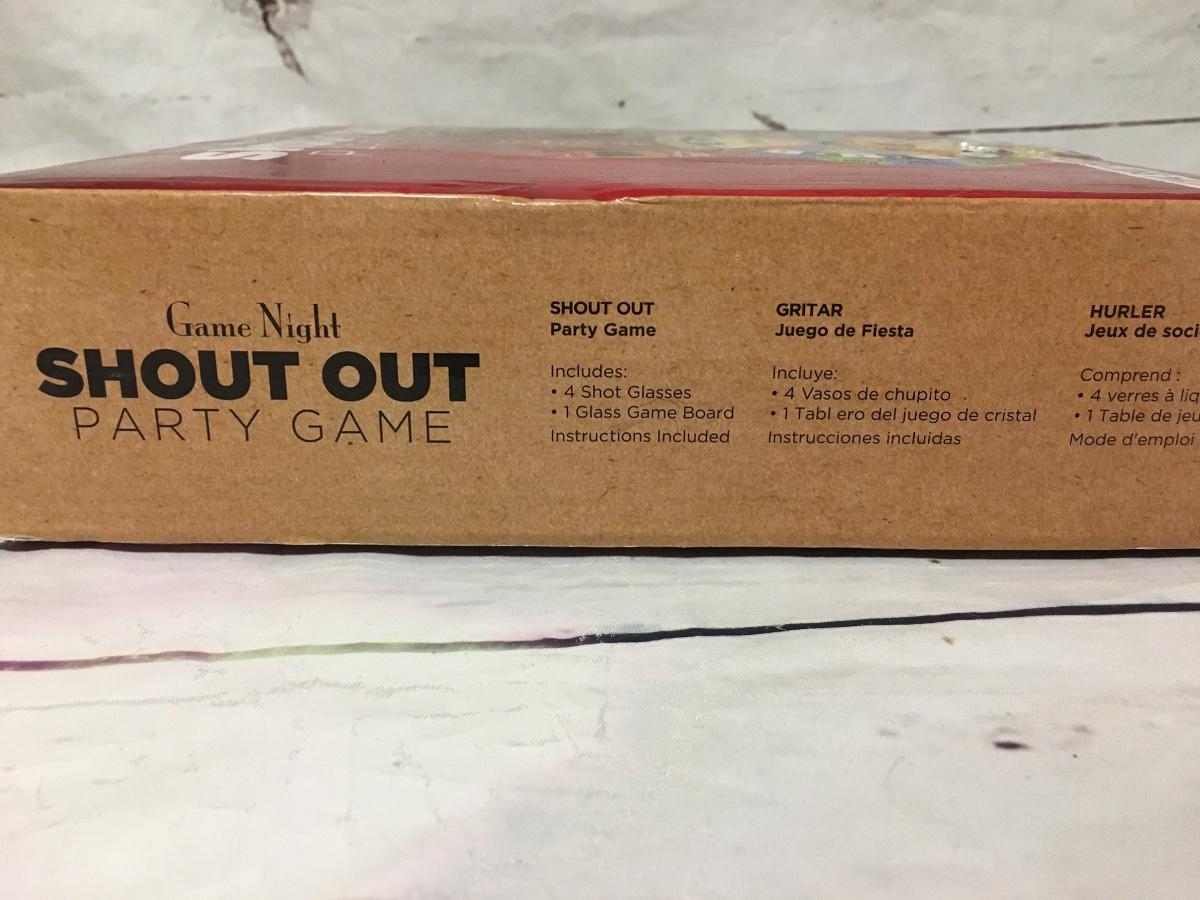 Game Night
SHOUT OUT
PARTY GAME
SHOUT OUT
Party Game
Includes:
• 4 Shot Glasses
• 1 Glass Game Board
Instructions Included
GRITAR
Juego de Fiesta
Incluye:
• 4 Vasos de chupito
• 1 Tabl ero del juego de cristal
Instrucciones incluidas
HURLER
Jeux de soci
Comprend :
• 4 verres à liq
• 1 Table de jeu
Mode d'emploi